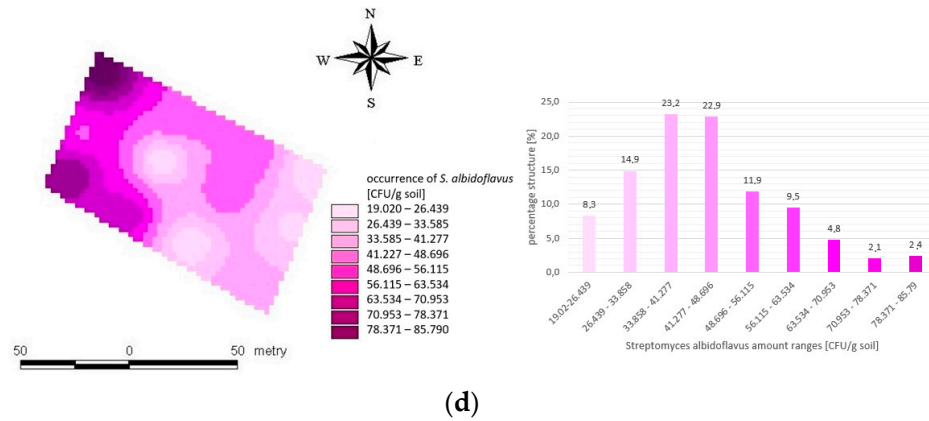 N
W E
S
occurrence of S. albidoflavus
[CFU/g soil]
19.020 – 26.439
26.439 – 33.585
33.585 – 41.277
41.227 – 48.696
48.696 – 56.115
56.115 – 63.534
63.534 – 70.953
70.953 – 78.371
78.371 – 85.790
50 0 50 metry
percentage structure [%]
25,0
20,0
15,0
10,0
5,0
0,0
8,3
14,9
23,2
22,9
11,9
9,5
4,8
2,1
2,4
19.02-26.439
26.439 - 33.858
33.858 - 41.277
41.277 - 48.696
48.696 - 56.115
56.115 - 63.534
63.534 - 70.953
70.953 - 78.371
78.371 - 85.79
Streptomyces albidoflavus amount ranges [CFU/g soil]
(d)